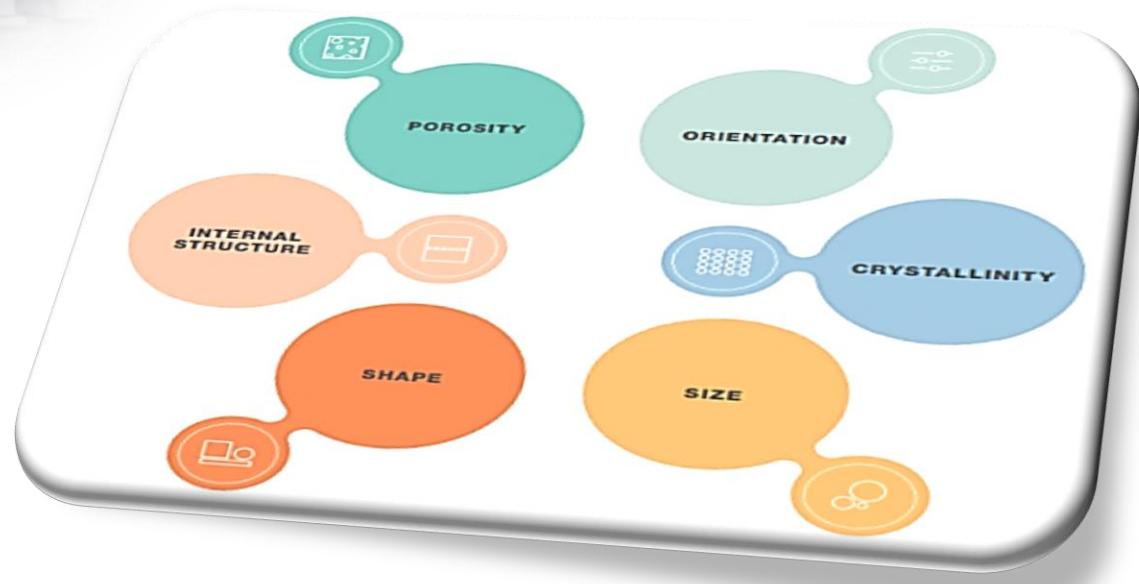 POROSITY
ORIENTATION
INTERNAL
STRUCTURE
CRYSTALLINITY
SHAPE
SIZE